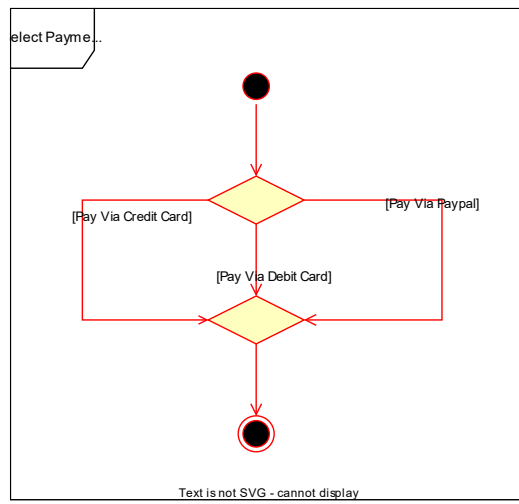 elect Payme...
[Pay Via Credit Card]
[Pay Via Paypal]
[Pay Via Debit Card]
Text is not SVG - cannot display